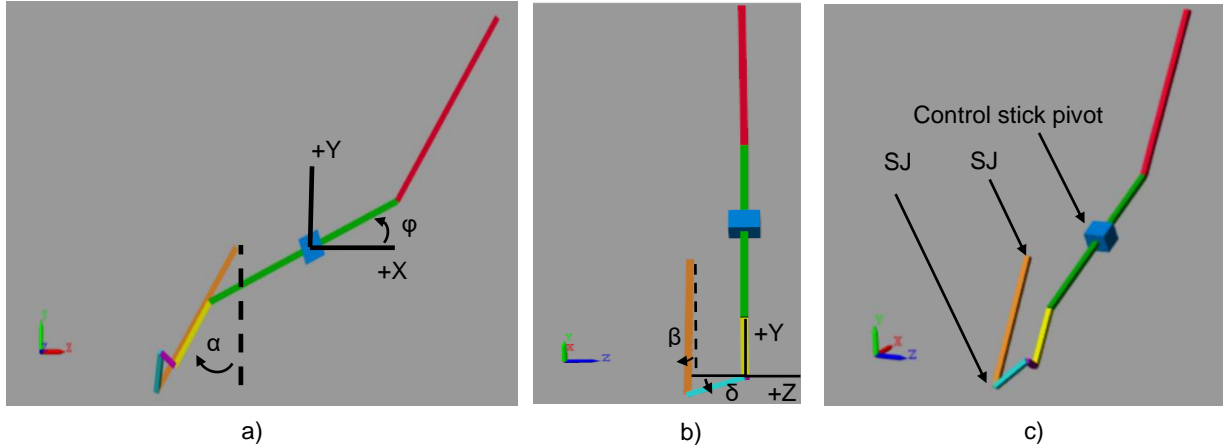 +Y
φ
+X
α
y
z
x
a)
β
+Y
δ
+Z
Y
X
Z
b)
Control stick pivot
SJ
SJ
y
x
z
c)